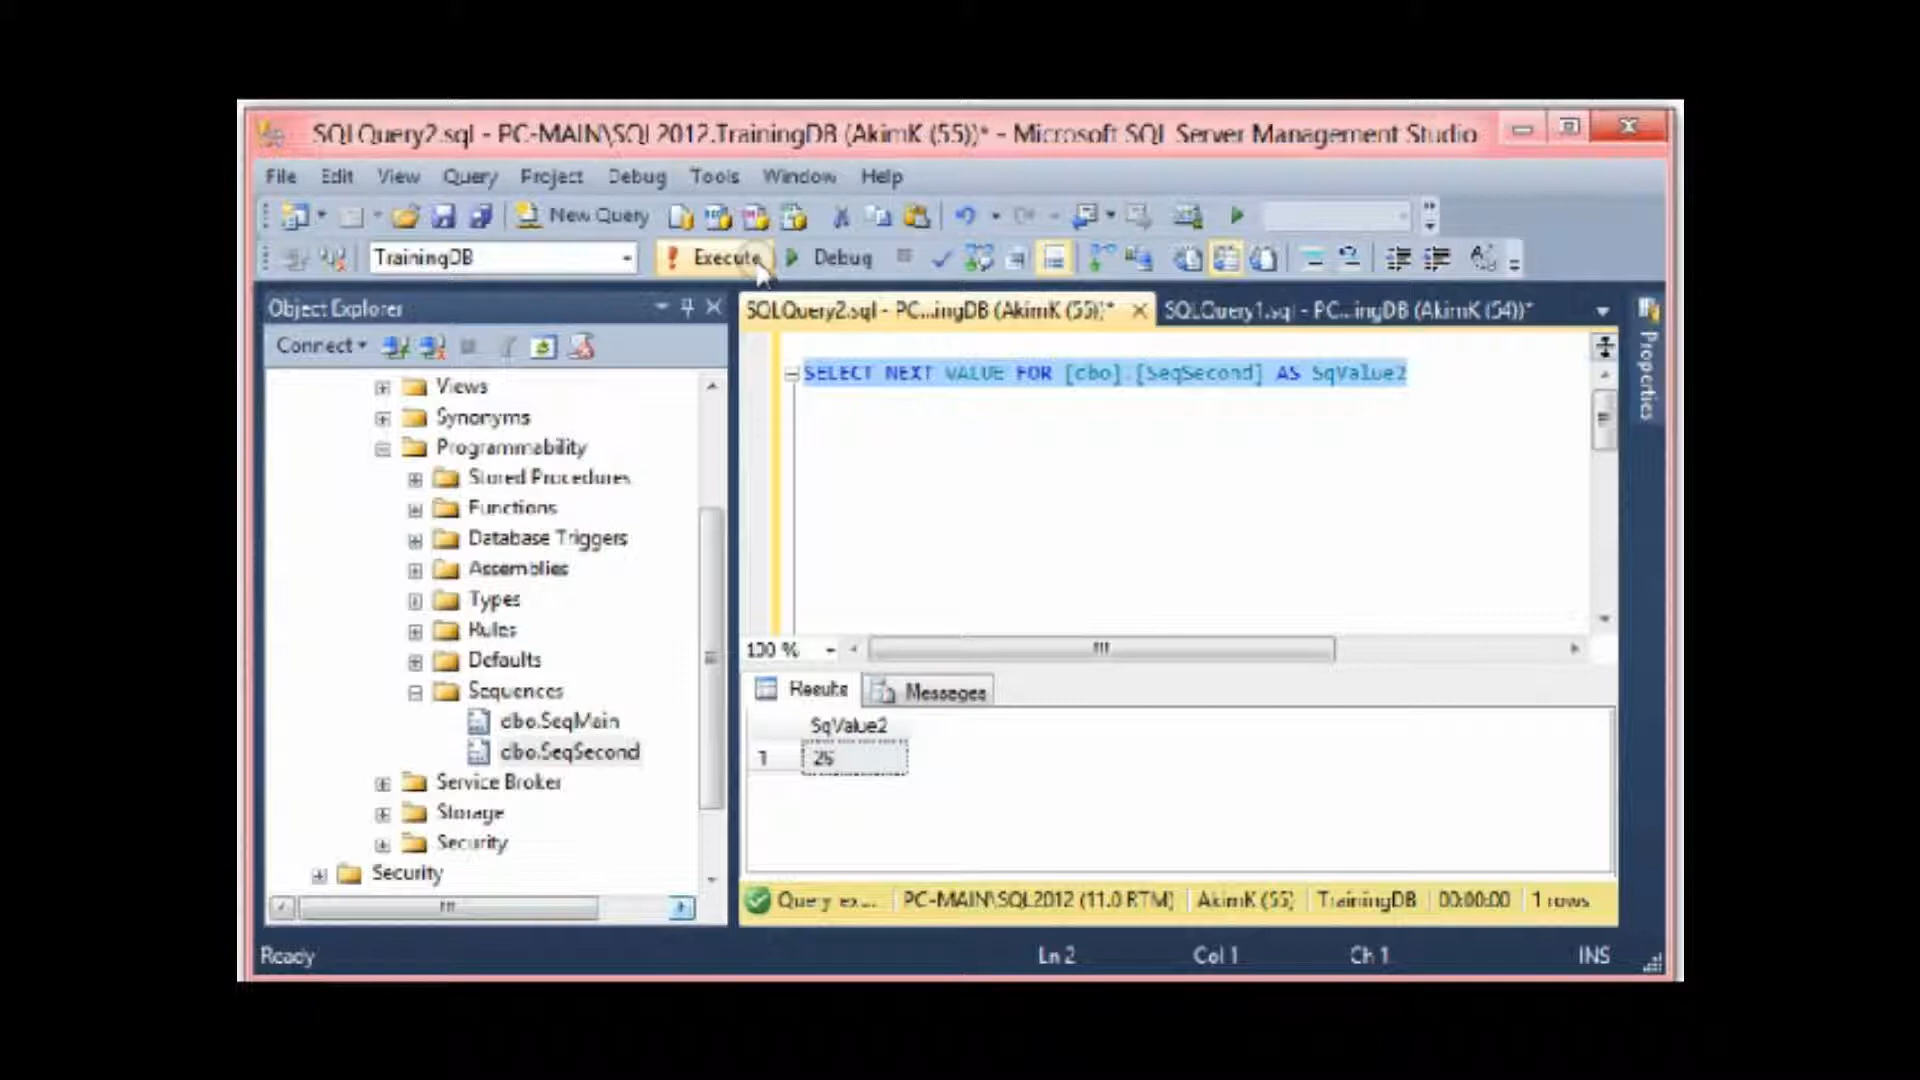 SQLQuery2.sql - PC-MAIN\SQL2012.TrainingDB (AkimK (55))* - Microsoft SQL Server Management Studio
File Edit View Query Project Debug Tools Window Help
New Query
TrainingDB Execute Debug
Object Explorer
Connect
Views
Synonyms
Programmability
Stored Procedures
Functions
Database Triggers
Assemblies
Types
Rules
Defaults
Sequences
dbo.SeqMain
dbo.SeqSecond
Service Broker
Storage
Security
Security
SQLQuery2.sql - PC...ingDB (AkimK (55))* SQLQuery1.sql - PC...ingDB (AkimK (54))*
SELECT NEXT VALUE FOR [dbo].[SeqSecond] AS SqValue2
100 %
Results Messages
SqValue2
1
Query ex... PC-MAIN\SQL2012 (11.0 RTM) AkimK (55) TrainingDB 00:00:00 1 rows
Properties
Ready Ln 2 Col 1 Ch 1 INS